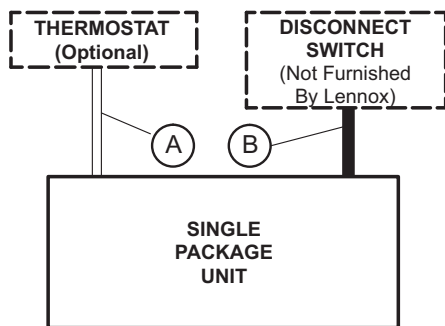 THERMOSTAT
(Optional)
DISCONNECT
SWITCH
(Not Furnished
By Lennox)
A
B
SINGLE
PACKAGE
UNIT